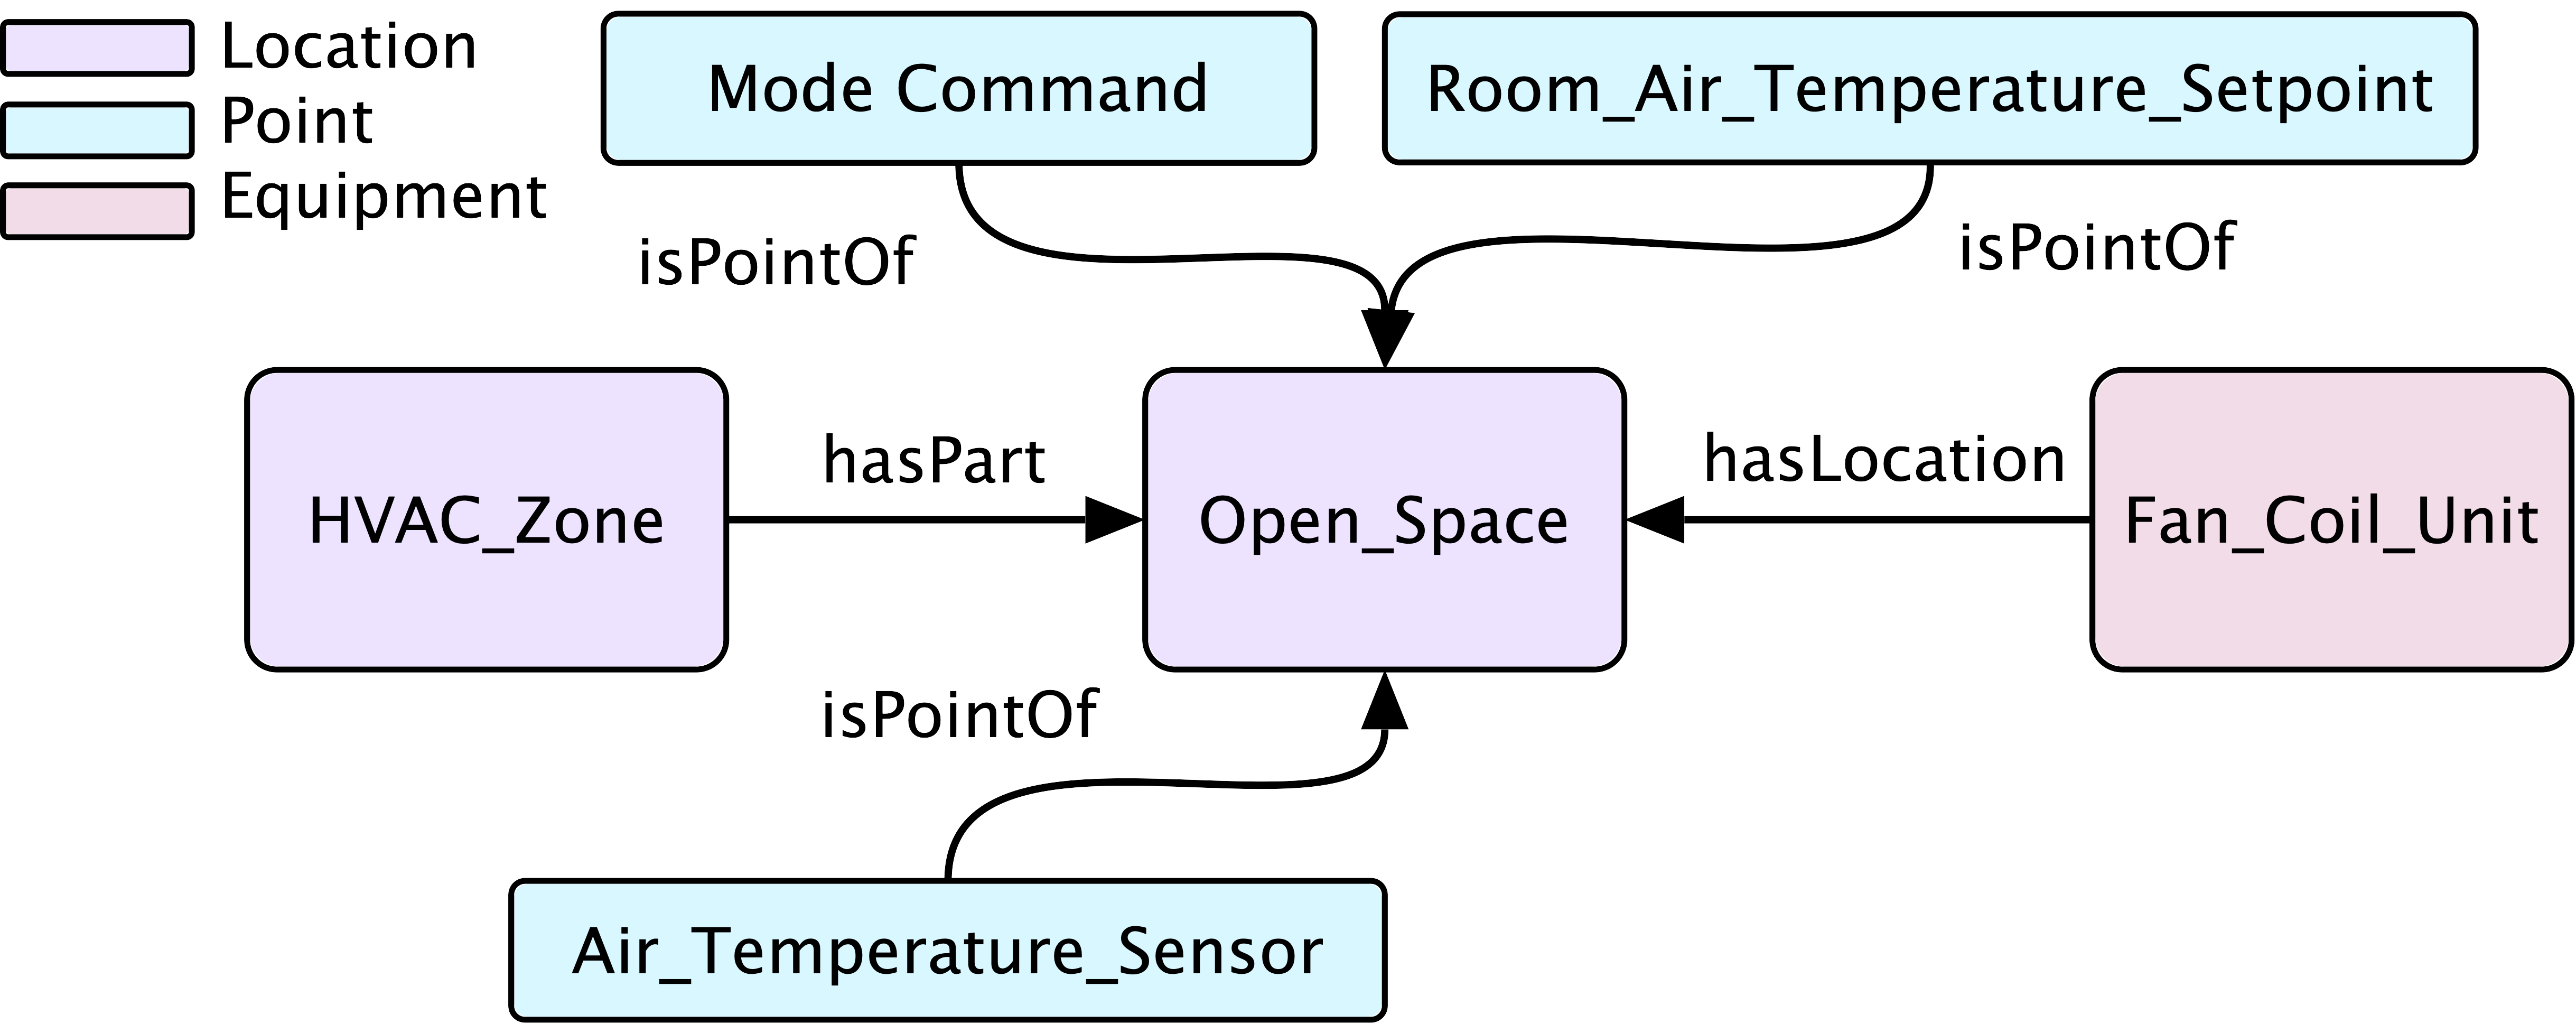 Location
Point
Equipment
Mode Command
Room_Air_Temperature_Setpoint
isPointOf
isPointOf
HVAC_Zone
hasPart
Open_Space
hasLocation
Fan_Coil_Unit
isPointOf
Air_Temperature_Sensor